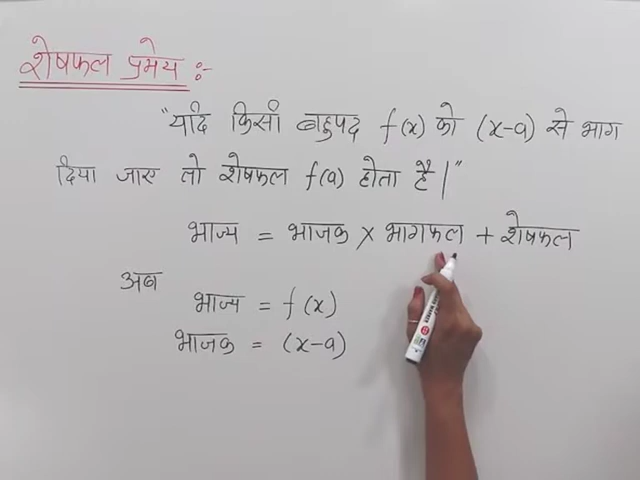 शेषफल प्रमेय :-
"यदि किसी बहुपद f(x) को (x-a) से भाग
दिया जाए तो शेषफल f(a) होता है।"
भाज्य = भाजक × भागफल + शेषफल
अब
भाज्य = f(x)
भाजक = (x-a)